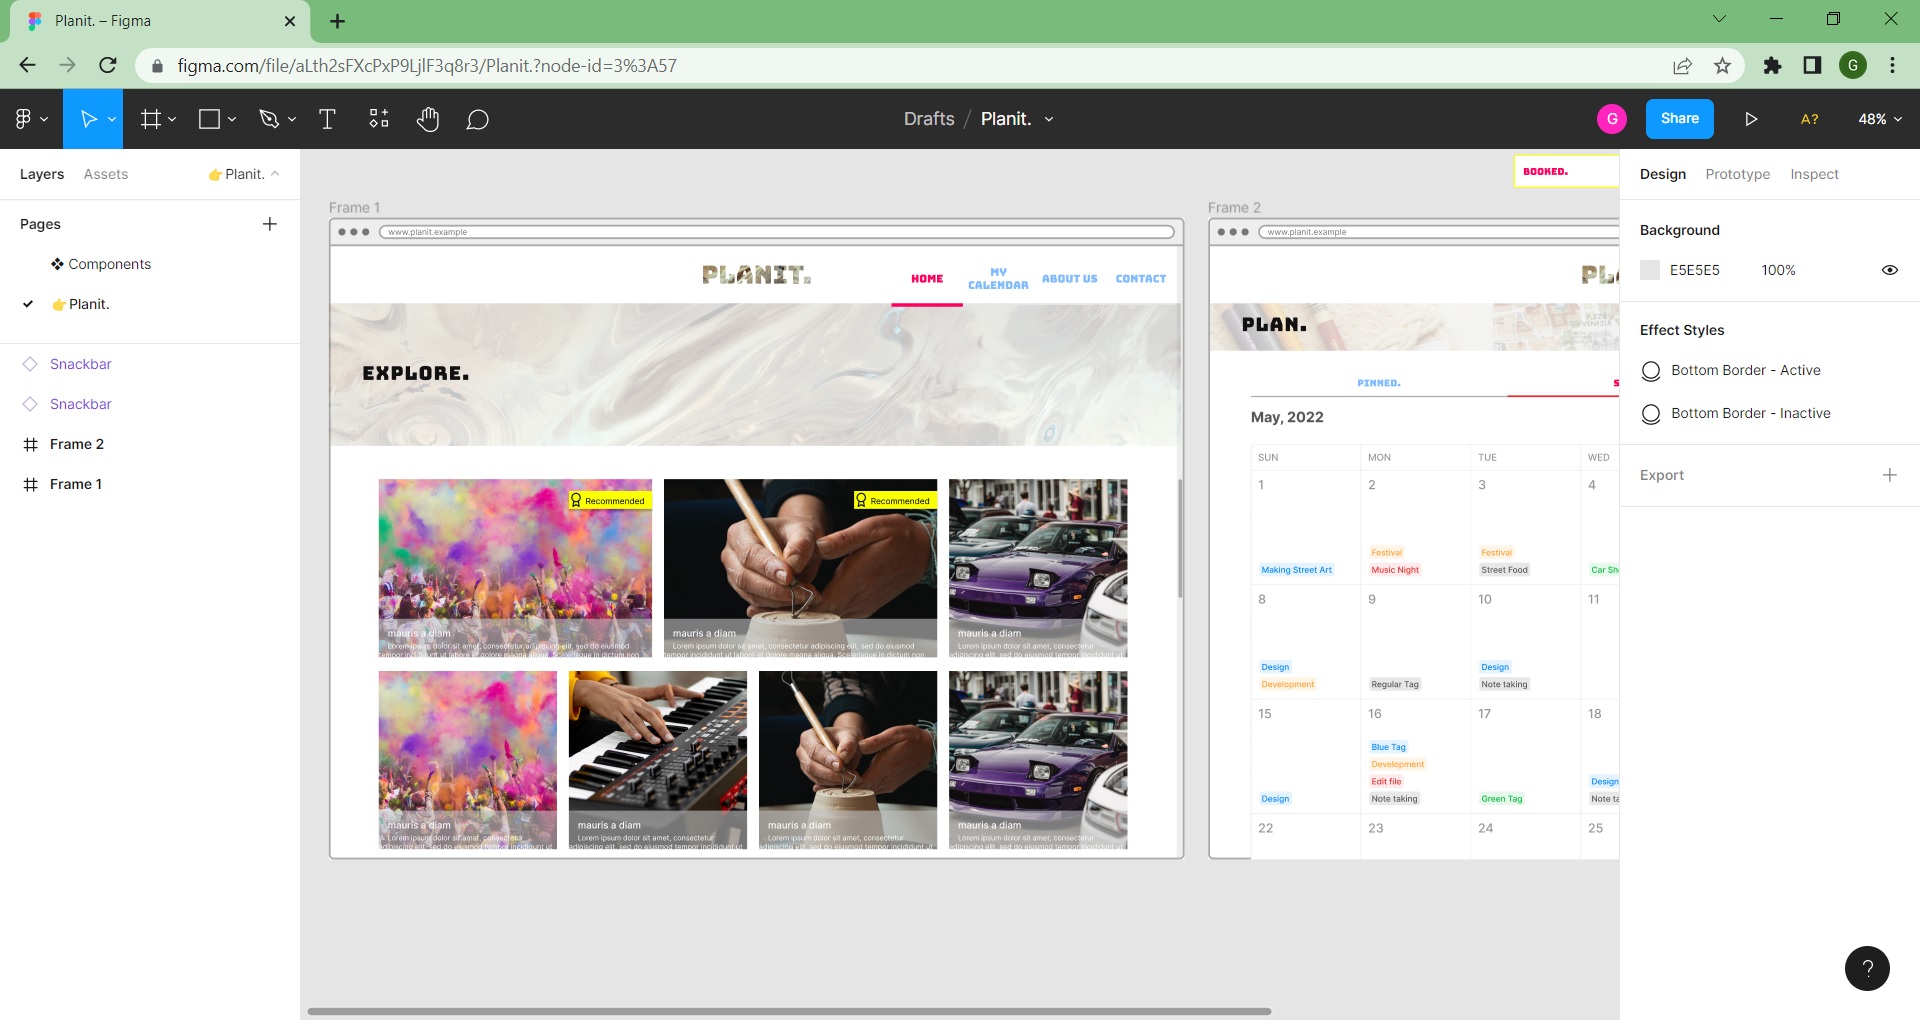 Planit. – Figma
figma.com/file/aLth2sFXcPxP9LjlF3q8r3/Planit.?node-id=3%3A57
G
Drafts / Planit.
G
Share
A?
48%
Layers
Assets
Planit.
Pages
Components
Planit.
Snackbar
Snackbar
Frame 2
Frame 1
BOOKED.
Frame 1
www.planit.example
PLANIT.
HOME
MY
CALENDAR
ABOUT US
CONTACT
EXPLORE.
Recommended
Recommended
mauris a diam
Lorem ipsum dolor sit amet, consectetur adipiscing elit, sed do eiusmod
tempor incididunt ut labore et dolore magna aliqua. Scelerisque in dictum non
mauris a diam
Lorem ipsum dolor sit amet, consectetur adipiscing elit, sed do eiusmod
tempor incididunt ut labore et dolore magna aliqua. Scelerisque in dictum non
mauris a diam
Lorem ipsum dolor sit amet, consectetur
adipiscing elit, sed do eiusmod tempor incididunt ut
mauris a diam
Lorem ipsum dolor sit amet, consectetur
adipiscing elit, sed do eiusmod tempor incididunt ut
mauris a diam
Lorem ipsum dolor sit amet, consectetur
adipiscing elit, sed do eiusmod tempor incididunt ut
mauris a diam
Lorem ipsum dolor sit amet, consectetur
adipiscing elit, sed do eiusmod tempor incididunt ut
mauris a diam
Lorem ipsum dolor sit amet, consectetur
adipiscing elit, sed do eiusmod tempor incididunt ut
Frame 2
www.planit.example
PL
PLAN.
PINNED.
S
May, 2022
SUN
MON
TUE
WED
1
2
3
4
Festival
Festival
Making Street Art
Music Night
Street Food
Car Sh
8
9
10
11
Design
Design
Development
Regular Tag
Note taking
15
16
17
18
Blue Tag
Development
Edit file
Design
Design
Note taking
Green Tag
Note ta
22
23
24
25
Design
Prototype
Inspect
Background
E5E5E5
100%
Effect Styles
Bottom Border - Active
Bottom Border - Inactive
Export
?